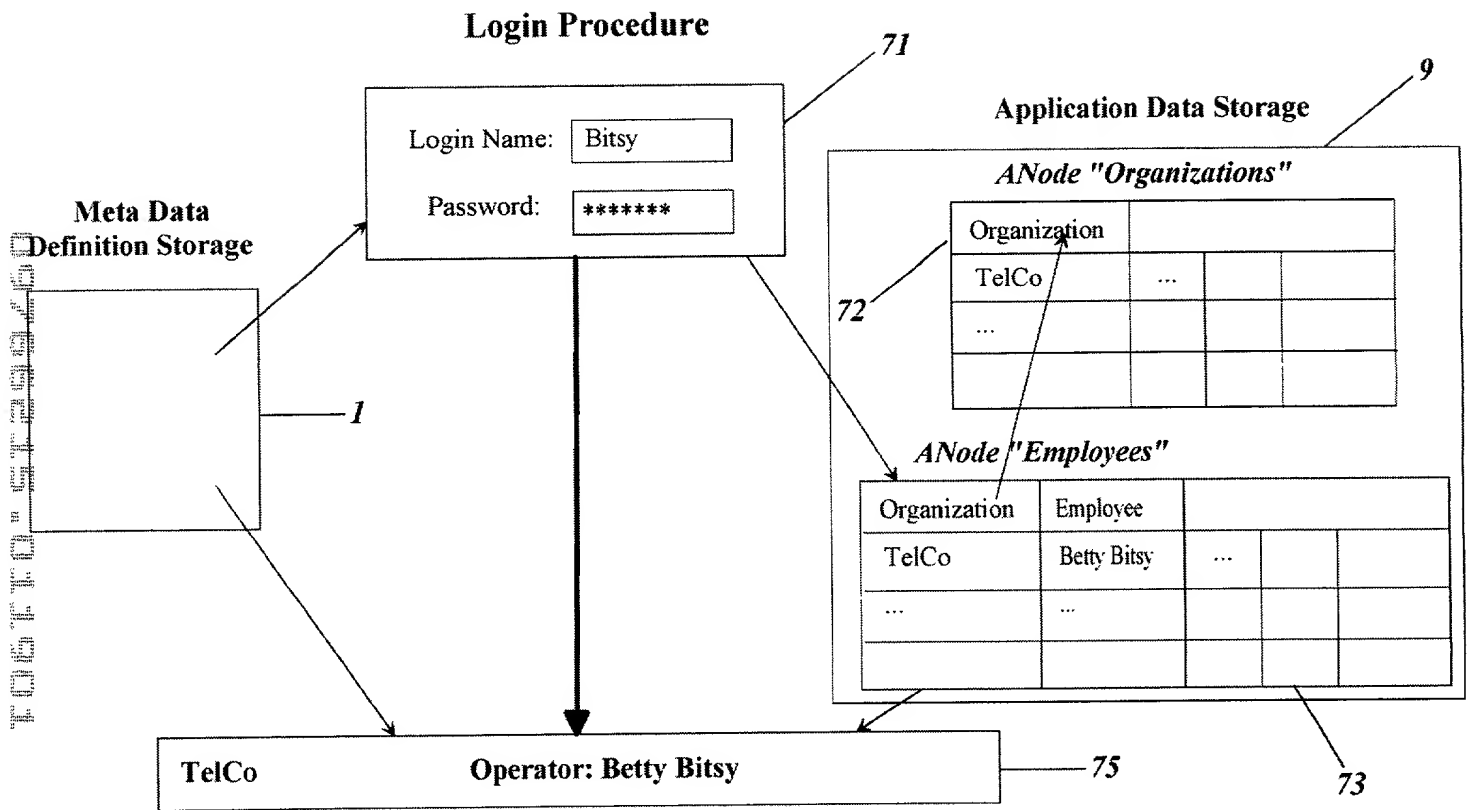 Login Procedure
71
9
Login Name: Bitsy
Password: *******
Application Data Storage
ANode "Organizations"
Organization
TelCo ...
...
72
Meta Data
Definition Storage
1
ANode "Employees"
Organization Employee
TelCo Betty Bitsy ...
... ...
73
TelCo Operator: Betty Bitsy
75